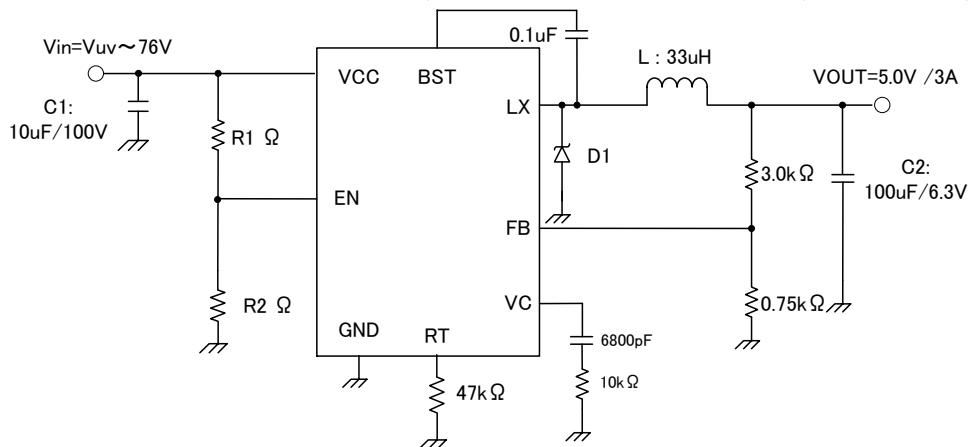 Vin=Vuv～76V
C1:
10uF/100V
R1 Ω
R2 Ω
VCC
BST
EN
GND
RT
LX
FB
VC
0.1uF
L : 33uH
VOUT=5.0V /3A
D1
3.0kΩ
C2:
100uF/6.3V
0.75kΩ
6800pF
10kΩ
47kΩ